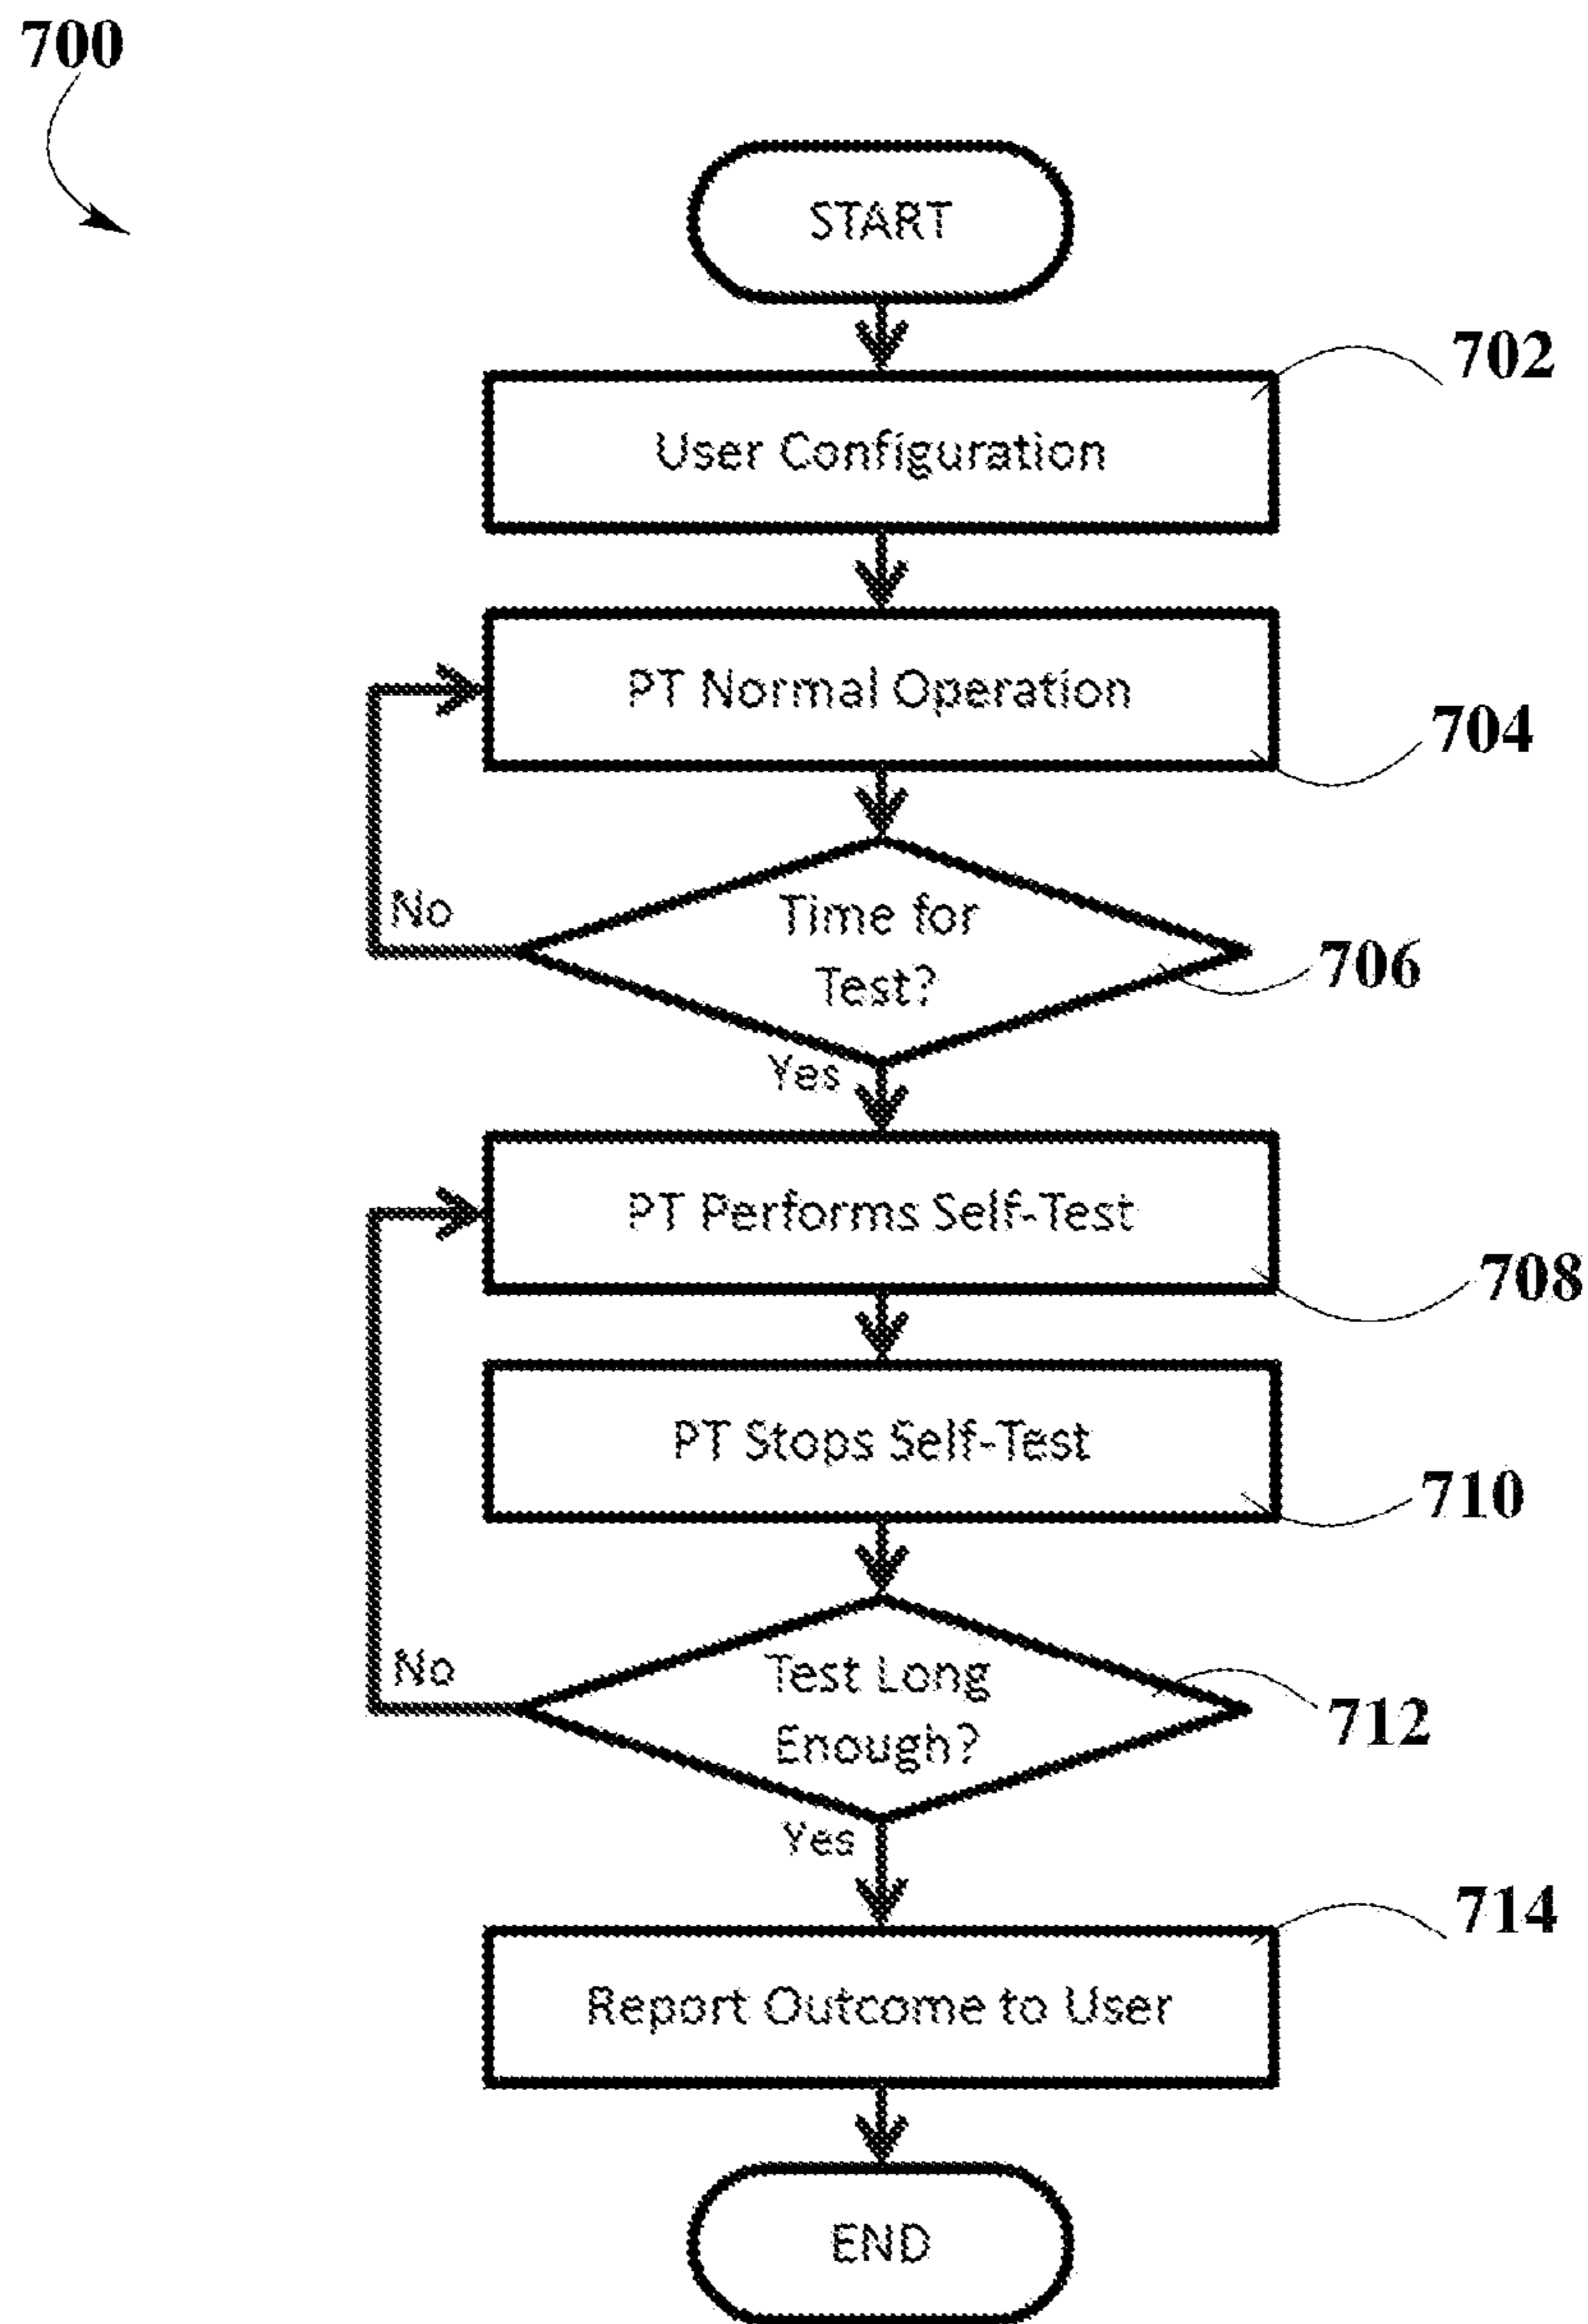 700
START
702
User Configuration
PT Normal Operation
704
No
Time for
Test?
706
Yes
PT Performs Self-Test
708
PT Stops Self-Test
710
No
Test Long
Enough?
712
Yes
714
Report Outcome to User
END